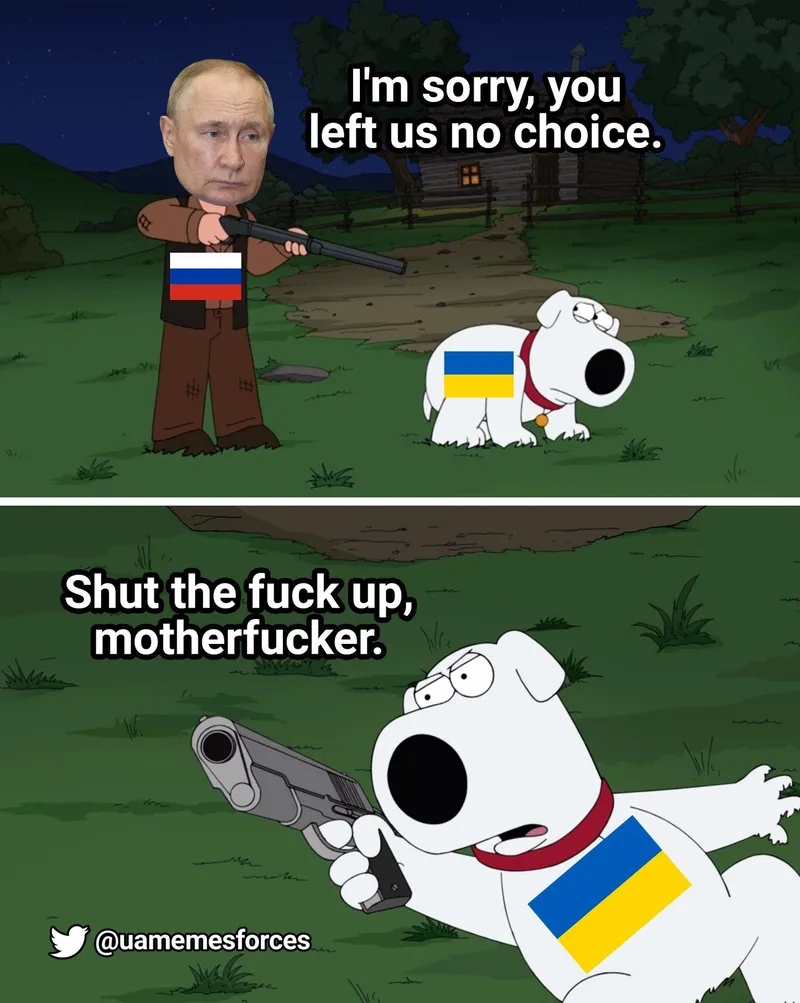 I'm sorry, you
left us no choice.
Shut the fuck up,
motherfucker.
@uamemesforces